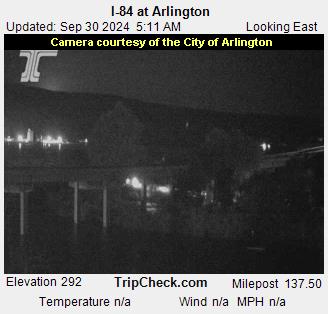 I-84 at Arlington
Updated: Sep 30 2024 5:11 AM Looking East
Camera courtesy of the City of Arlington
Elevation 292 TripCheck.com Milepost 137.50
Temperature n/a Wind n/a MPH n/a